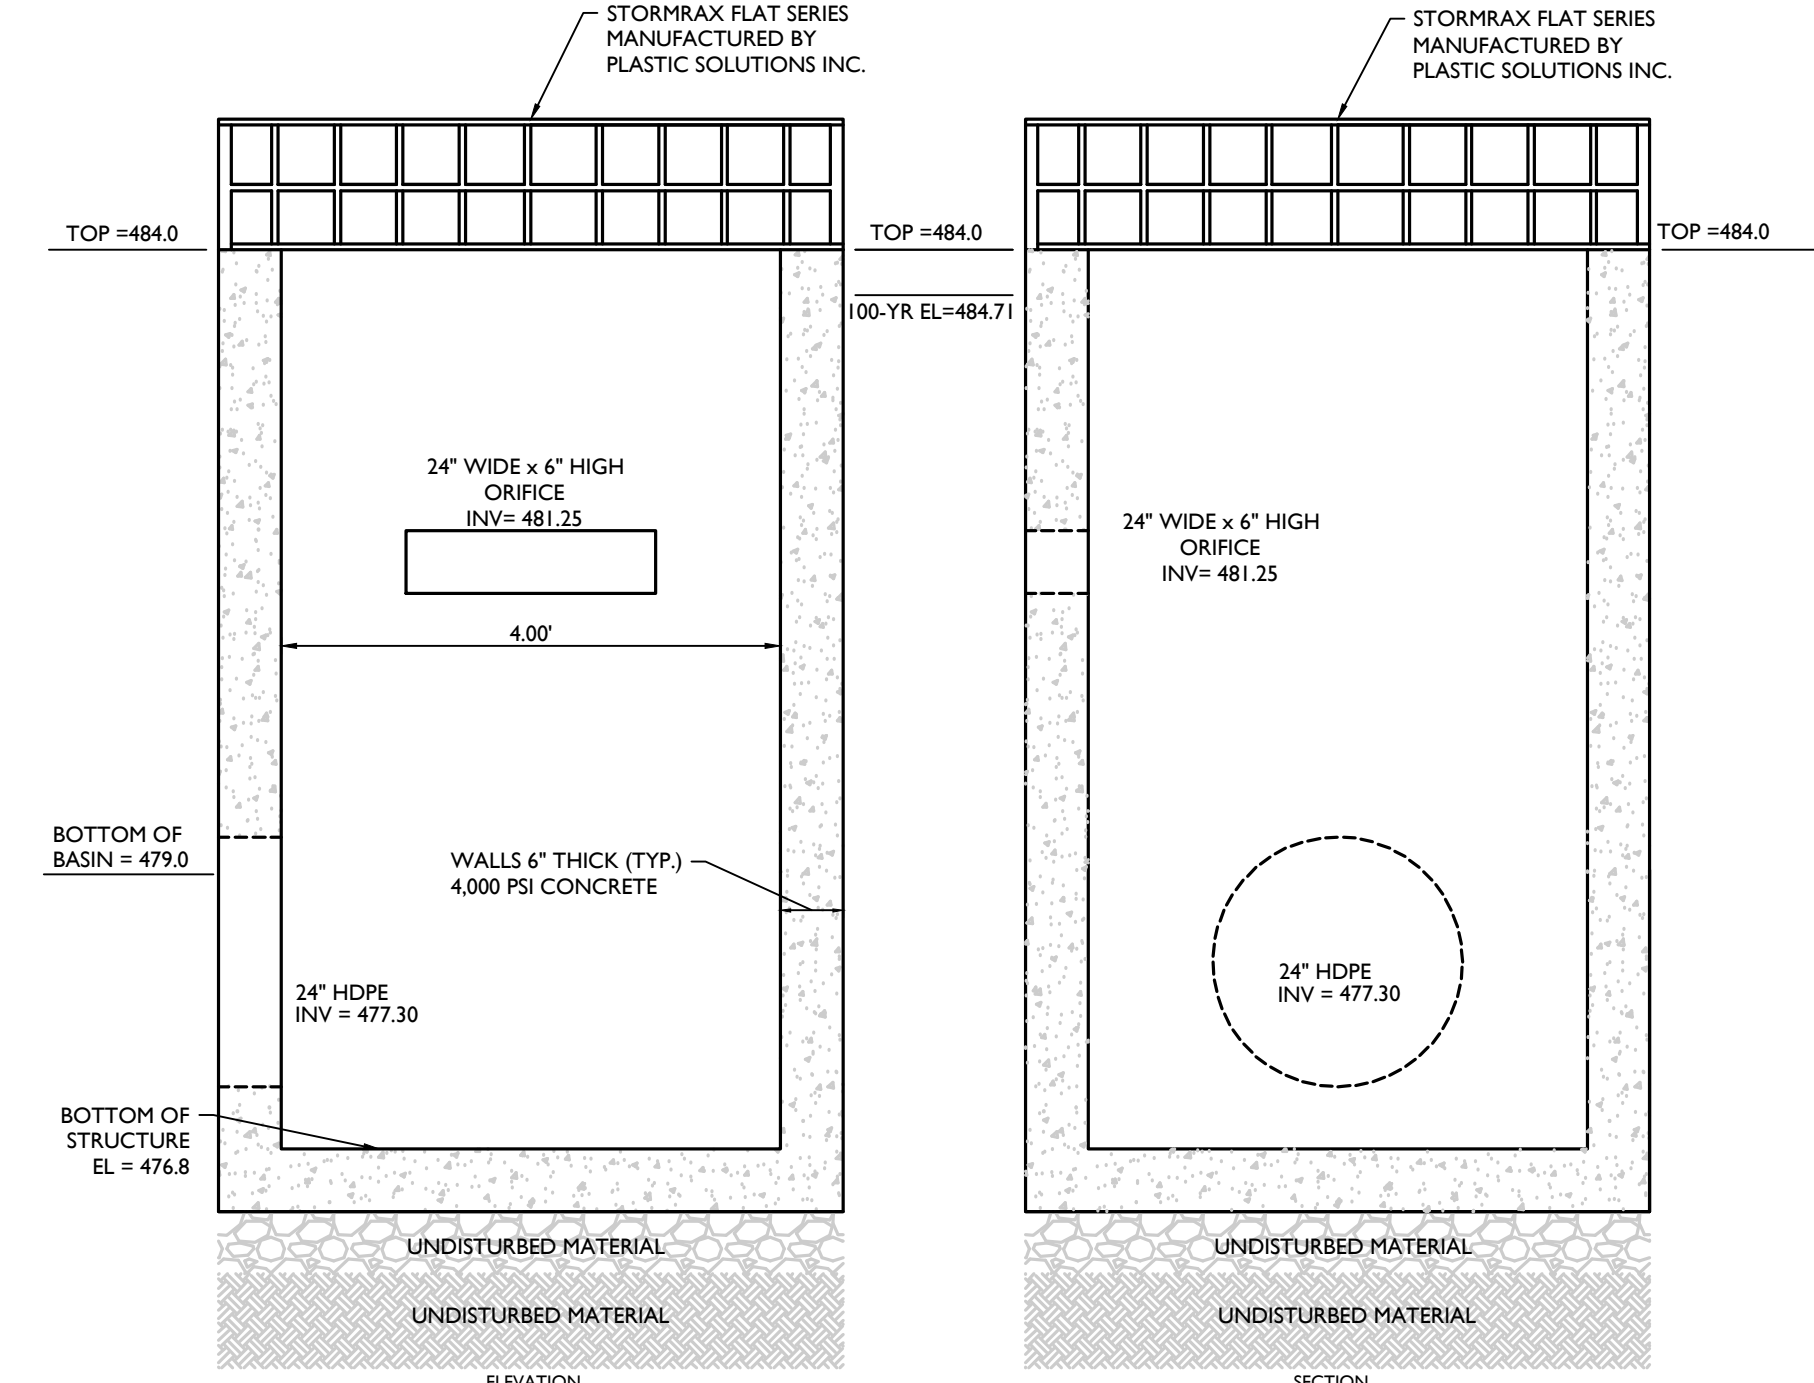 STORMRAX FLAT SERIES
MANUFACTURED BY
PLASTIC SOLUTIONS INC.
TOP =484.0
24" WIDE x 6" HIGH
ORIFICE
INV= 481.25
4.00'
BOTTOM OF
BASIN = 479.0
WALLS 6" THICK (TYP.)
4,000 PSI CONCRETE
24" HDPE
INV = 477.30
BOTTOM OF
STRUCTURE
EL = 476.8
UNDISTURBED MATERIAL
UNDISTURBED MATERIAL
ELEVATION
STORMRAX FLAT SERIES
MANUFACTURED BY
PLASTIC SOLUTIONS INC.
TOP =484.0
100-YR EL=484.71
TOP =484.0
24" WIDE x 6" HIGH
ORIFICE
INV= 481.25
24" HDPE
INV = 477.30
UNDISTURBED MATERIAL
UNDISTURBED MATERIAL
SECTION